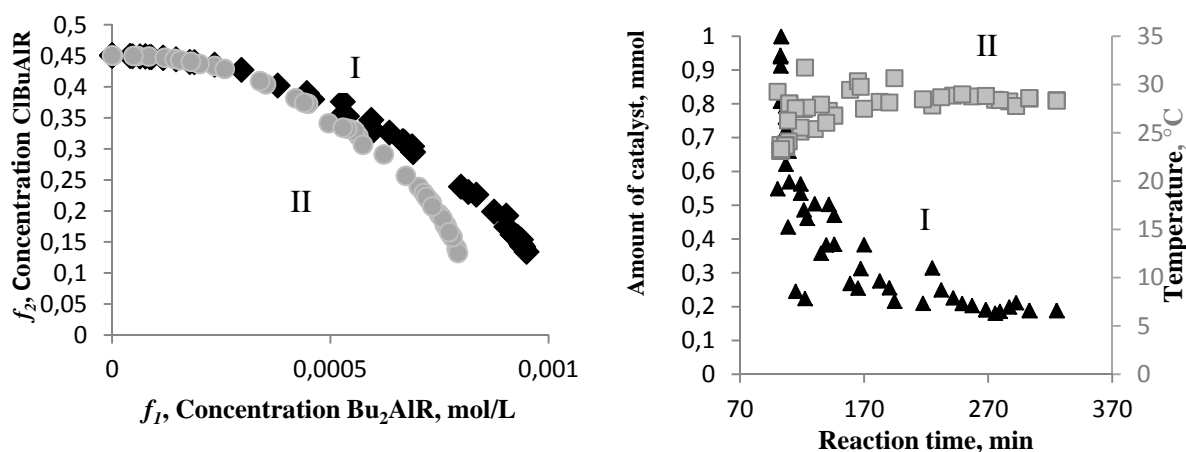 0,5
0,45
0,4
0,35
0,3
0,25
0,2
0,15
0,1
0,05
0
f2, Concentration ClBuAlR
I
II
0 0,0005 0,001
f1, Concentration Bu2AlR, mol/L
1
0,9
0,8
0,7
0,6
0,5
0,4
0,3
0,2
0,1
0
Amount of catalyst, mmol
II
I
35
30
25
20
15
10
5
0
Temperature, °C
70 170 270 370
Reaction time, min